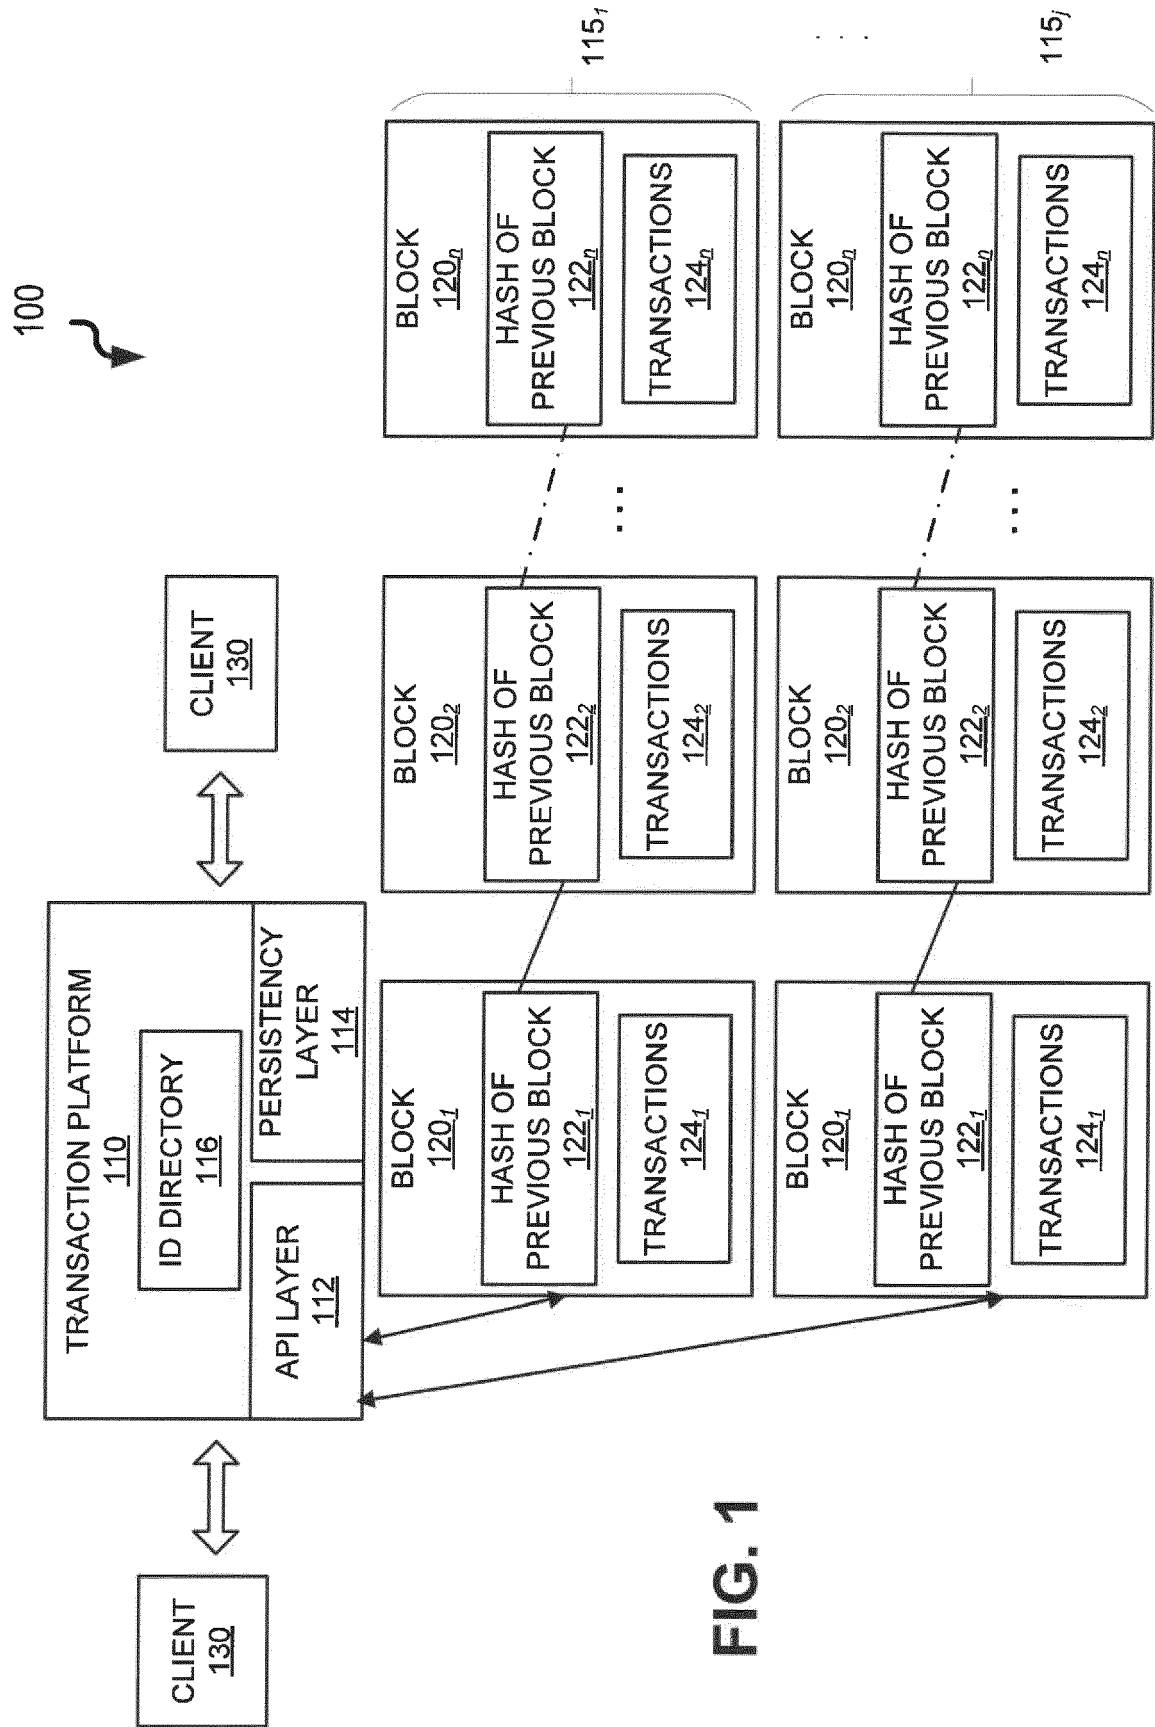 100
TRANSACTION PLATFORM
110
ID DIRECTORY
116
API LAYER
112
PERSISTENCY
LAYER
114
CLIENT
130
CLIENT
130
BLOCK
120₁
HASH OF
PREVIOUS BLOCK
122₁
TRANSACTIONS
124₁
BLOCK
120₂
HASH OF
PREVIOUS BLOCK
122₂
TRANSACTIONS
124₂
...
BLOCK
120ₙ
HASH OF
PREVIOUS BLOCK
122ₙ
TRANSACTIONS
124ₙ
115₁
. . .
BLOCK
120₁
HASH OF
PREVIOUS BLOCK
122₁
TRANSACTIONS
124₁
BLOCK
120₂
HASH OF
PREVIOUS BLOCK
122₂
TRANSACTIONS
124₂
...
BLOCK
120ₙ
HASH OF
PREVIOUS BLOCK
122ₙ
TRANSACTIONS
124ₙ
115ⱼ
FIG. 1